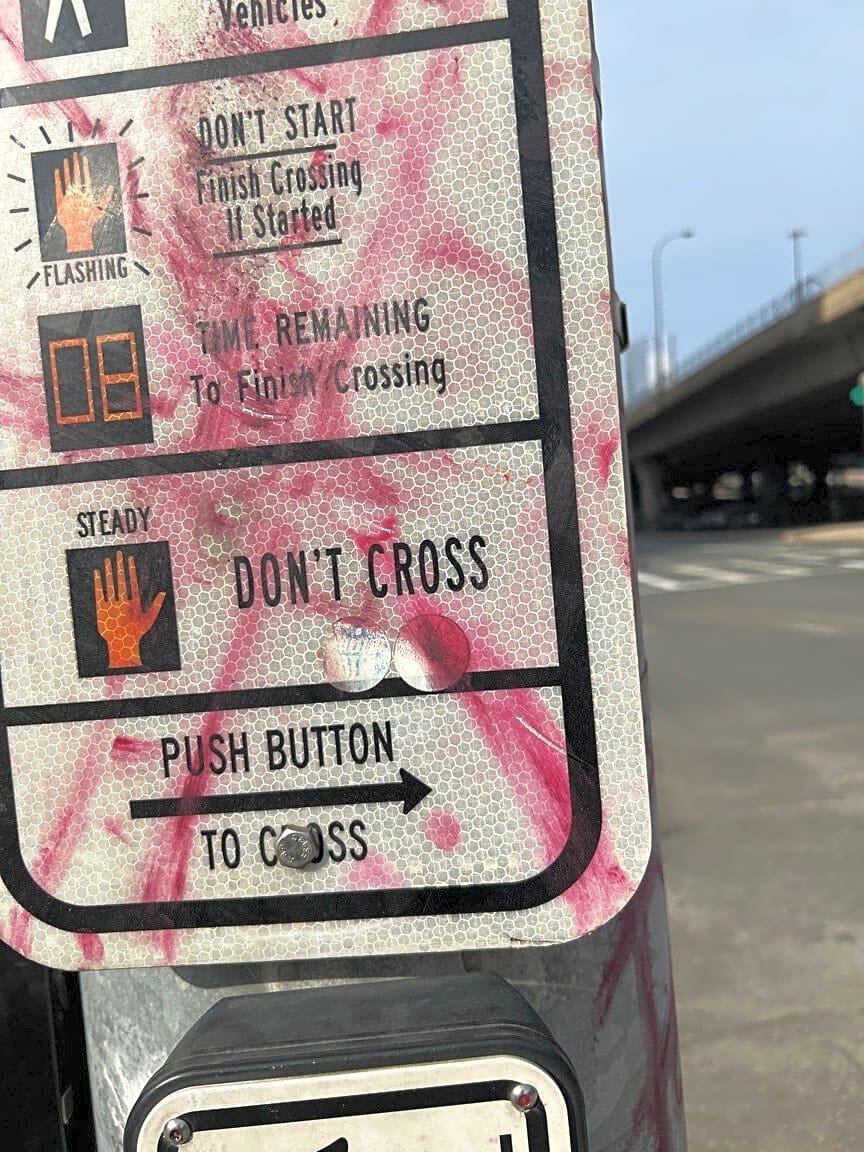 Vehicles
DON'T START
Finish Crossing
If Started
FLASHING
08
TIME REMAINING
To Finish Crossing
STEADY
DON'T CROSS
PUSH BUTTON
TO CROSS